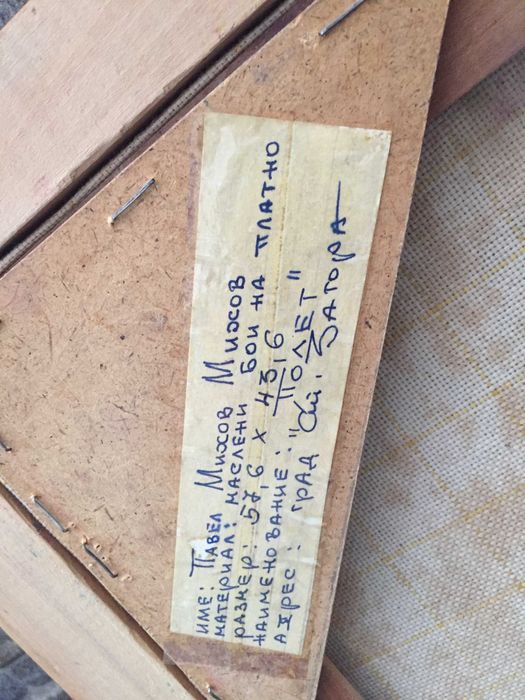 ИМЕ: ПАВЕЛ МИХОВ МИХОВ
МАТЕРИАЛ: МАСЛЕНИ БОИ НА ПЛАТНО
РАЗМЕР: 57,6 X 43,6
НАИМЕНОВАНИЕ: "ПОЛЕТ"
АДРЕС: ГРАД Ст. ЗАГОРА